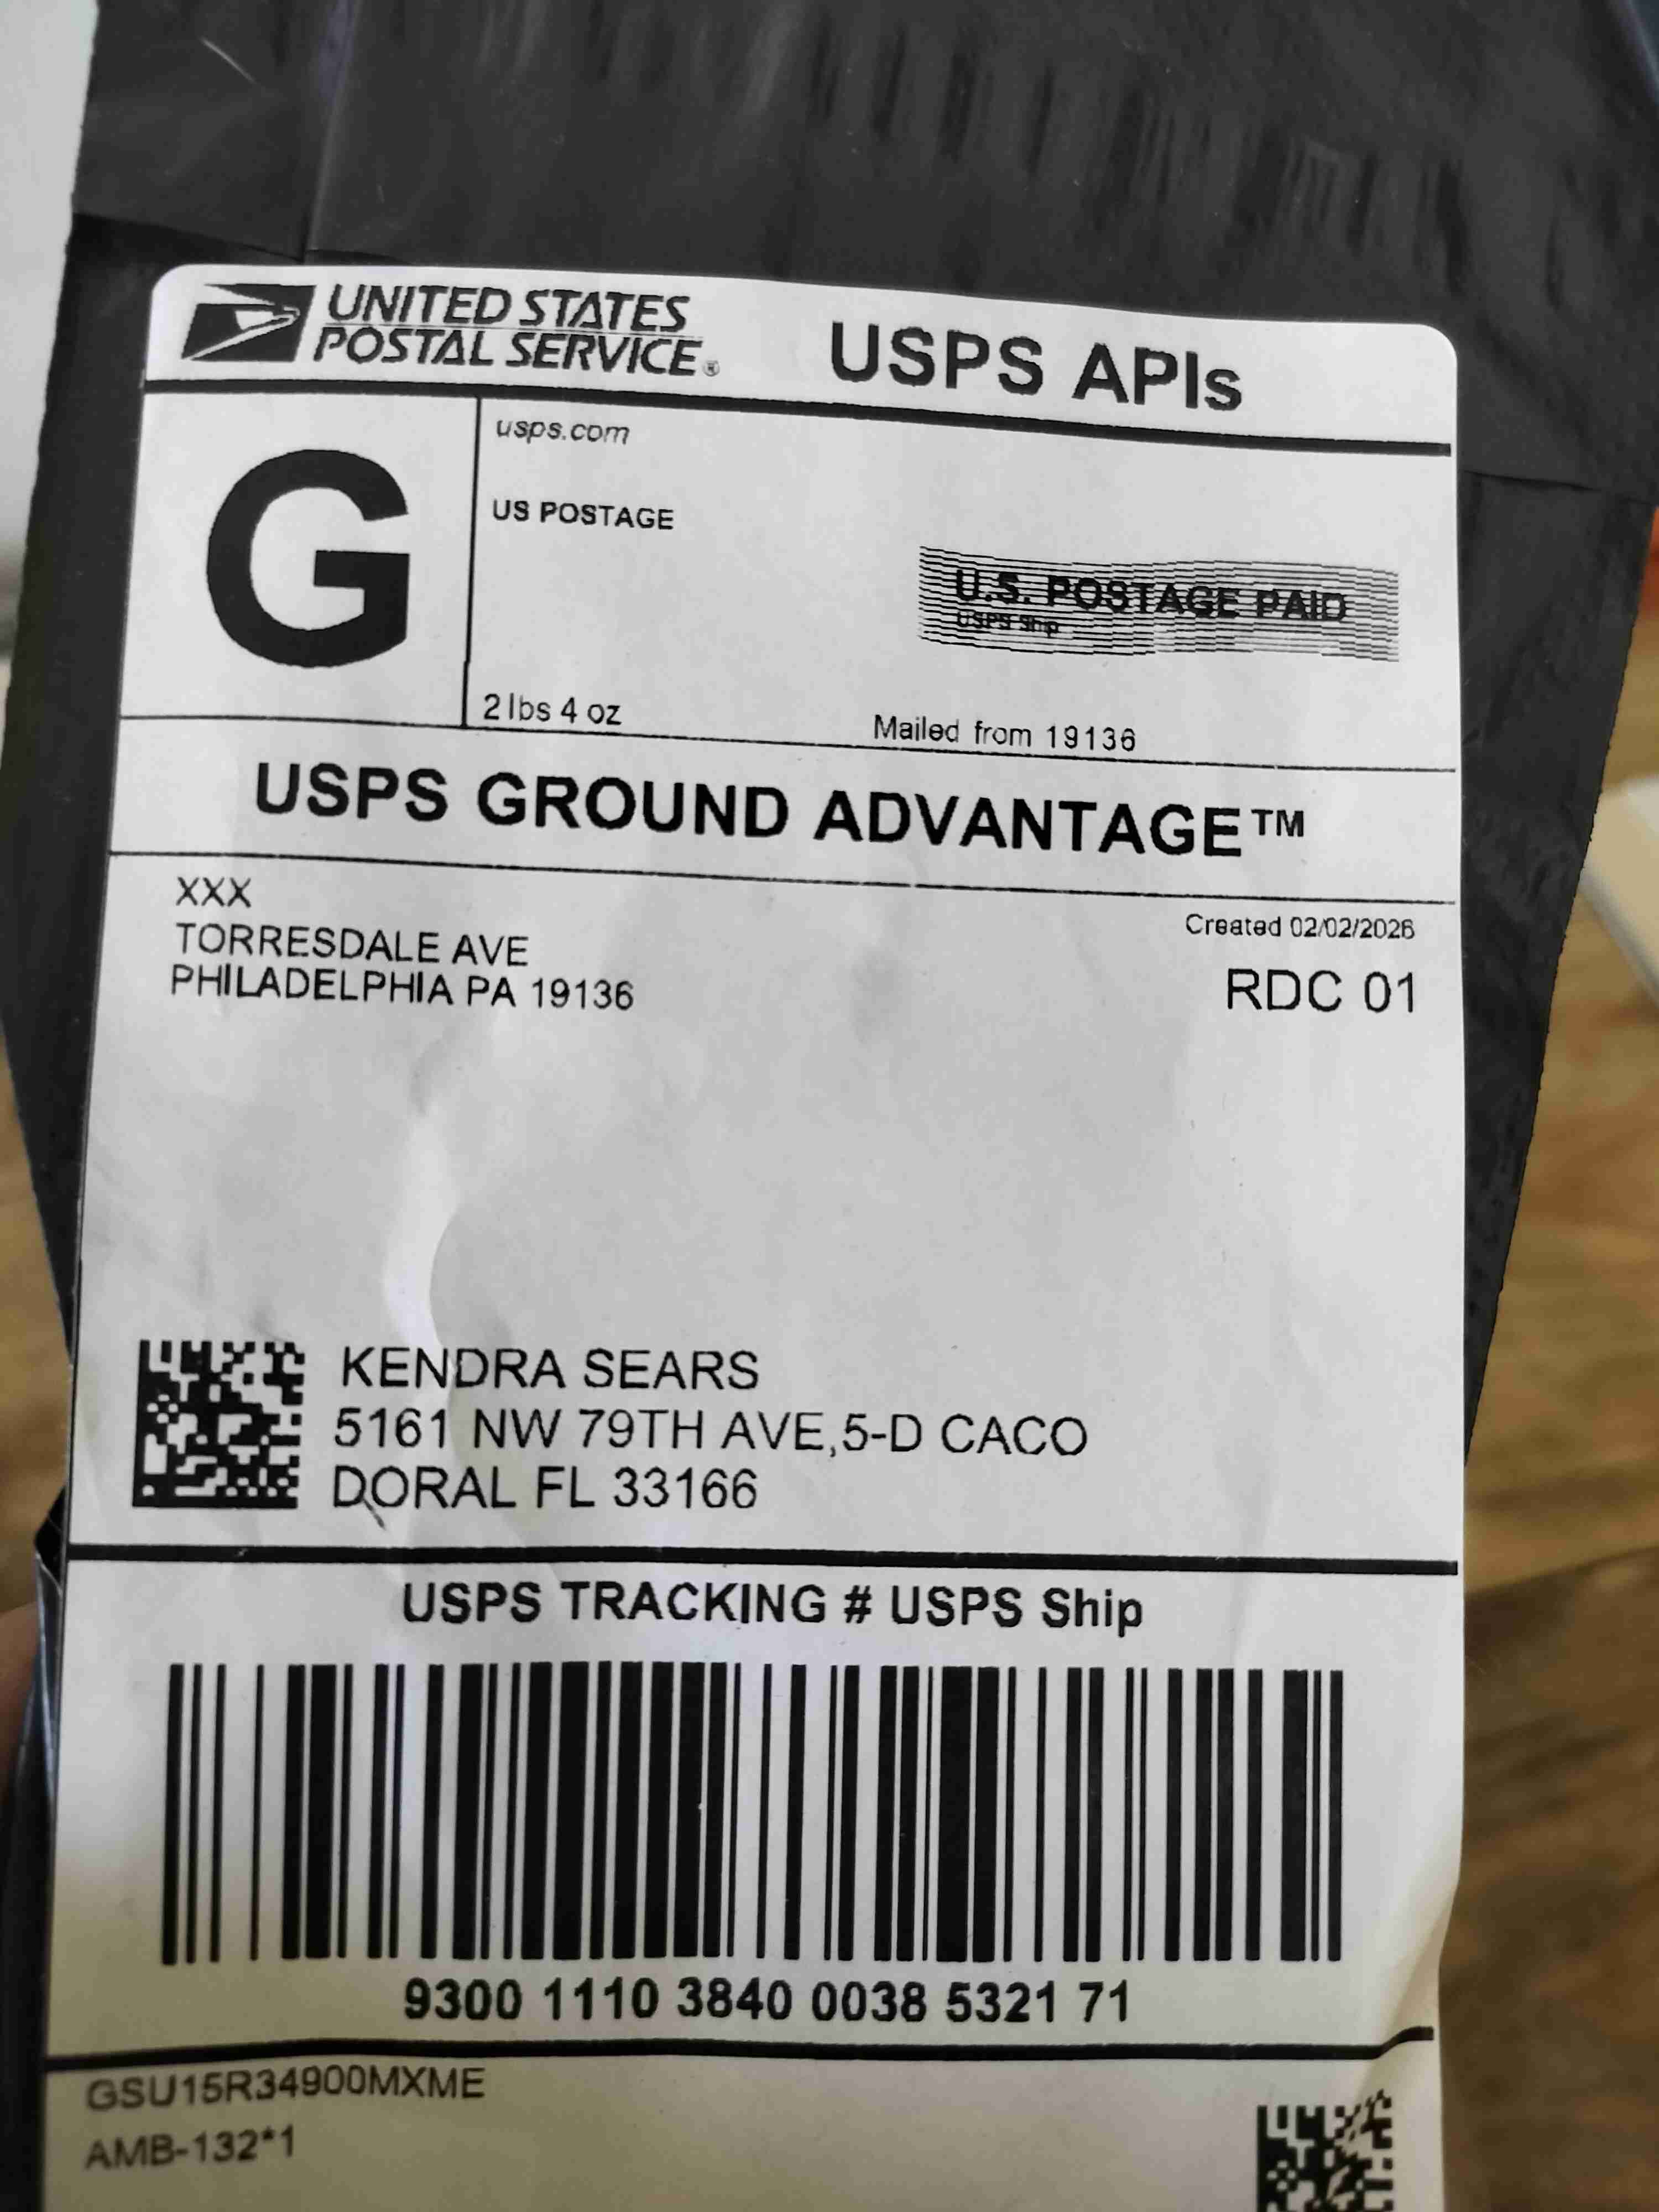 UNITED STATES
POSTAL SERVICE®
USPS APIs
G
usps.com
US POSTAGE
U.S. POSTAGE PAID
USPS Ship
2 lbs 4 oz
Mailed from 19136
USPS GROUND ADVANTAGE™
XXX
TORRESDALE AVE
PHILADELPHIA PA 19136
Created 02/02/2026
RDC 01
KENDRA SEARS
5161 NW 79TH AVE,5-D CACO
DORAL FL 33166
USPS TRACKING # USPS Ship
9300 1110 3840 0038 5321 71
GSU15R34900MXME
AMB-132*1